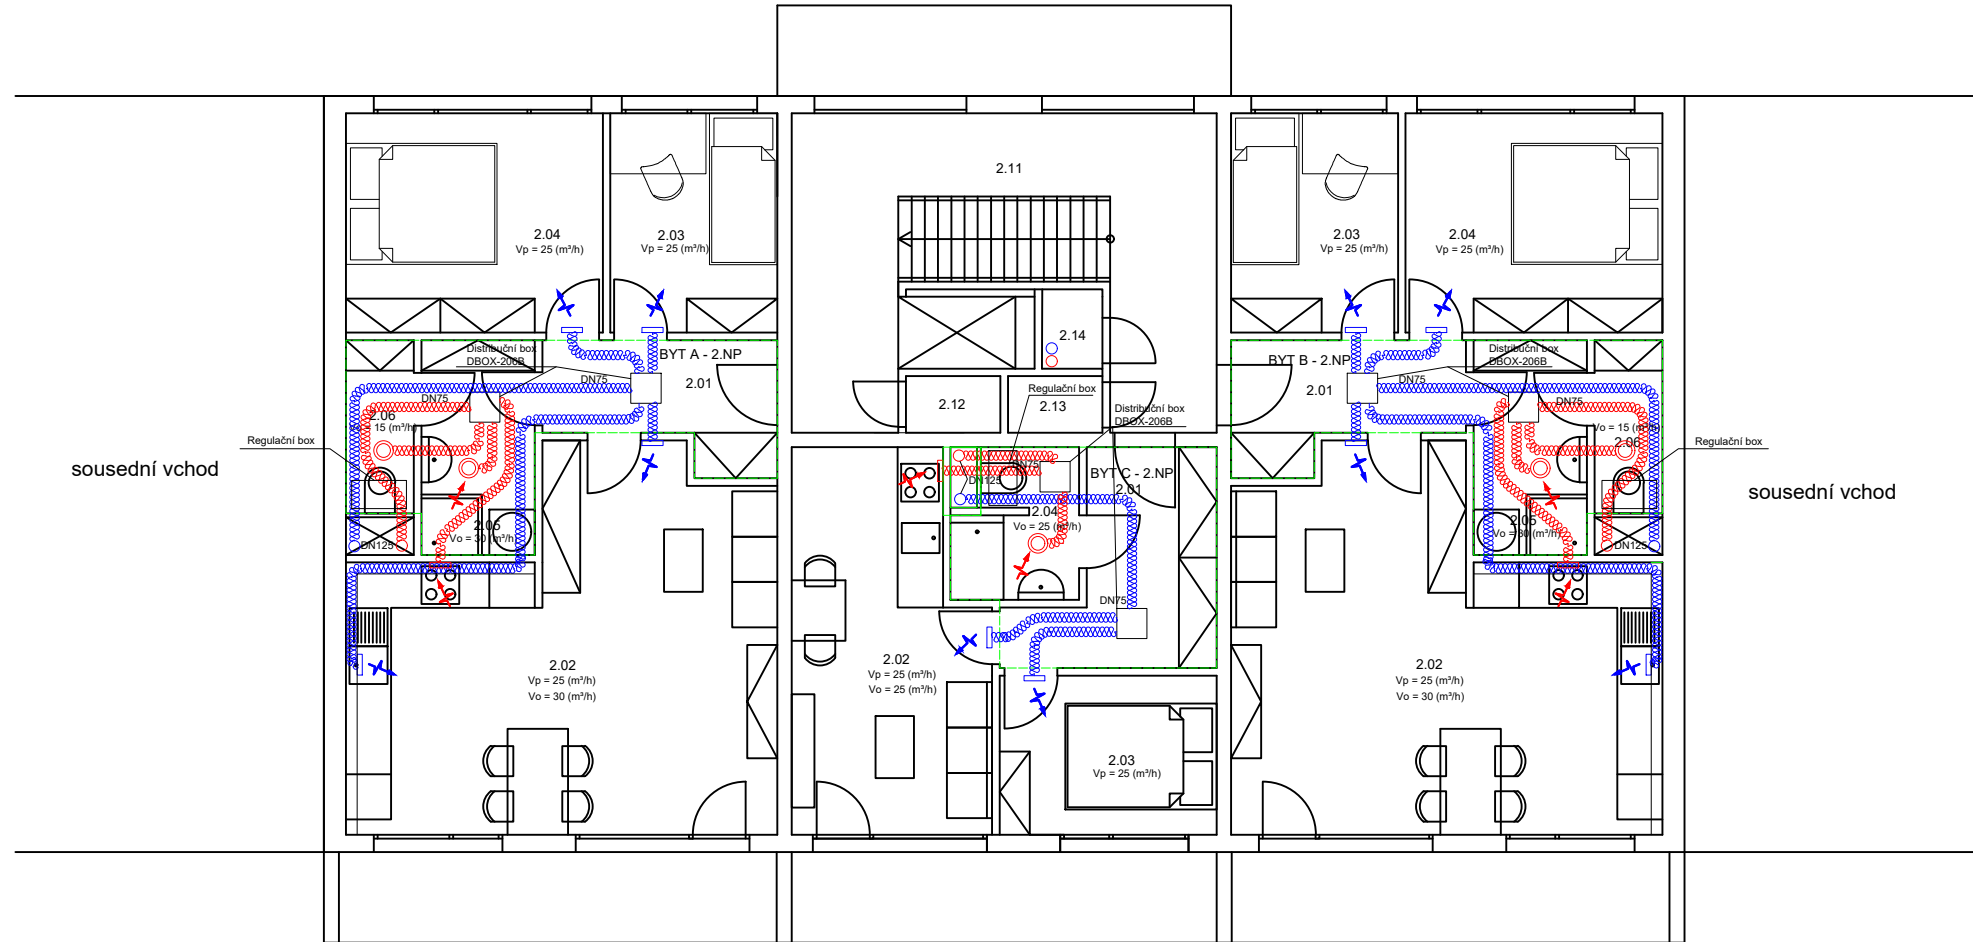 sousední vchod
Regulační box
2.04
Vp = 25 (m³/h)
2.03
Vp = 25 (m³/h)
Distribuční box
DBOX-206B
DN75
BYT A - 2.NP
2.01
DN75
2.06
Vo = 15 (m³/h)
2.05
Vo = 30 (m³/h)
DN125
2.02
Vp = 25 (m³/h)
Vo = 30 (m³/h)
2.11
2.14
2.12
2.13
Regulační box
Distribuční box
DBOX-206B
DN75
DN125
BYT C - 2.NP
2.01
2.04
Vo = 25 (m³/h)
DN75
2.02
Vp = 25 (m³/h)
Vo = 25 (m³/h)
2.03
Vp = 25 (m³/h)
2.03
Vp = 25 (m³/h)
2.04
Vp = 25 (m³/h)
BYT B - 2.NP
2.01
Distribuční box
DBOX-206B
DN75
DN75
Vo = 15 (m³/h)
2.06
2.05
Vo = 30 (m³/h)
DN125
2.02
Vp = 25 (m³/h)
Vo = 30 (m³/h)
Regulační box
sousední vchod